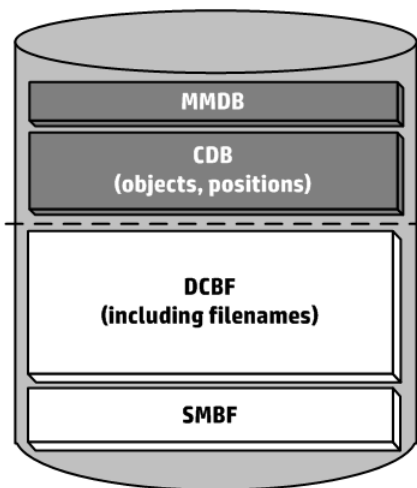 MMDB
CDB
(objects, positions)
DCBF
(including filenames)
SMBF